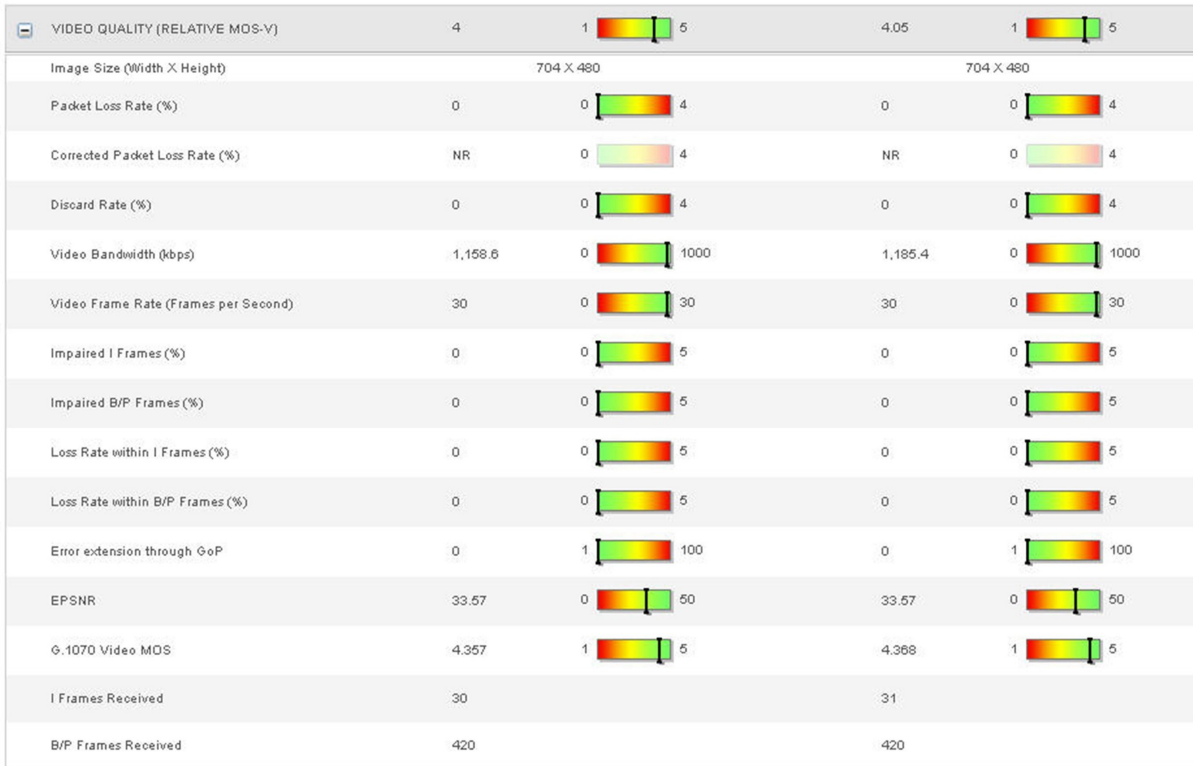 VIDEO QUALITY (RELATIVE MOS-V) 4 1 5 4.05 1 5
Image Size (Width X Height) 704 X 480 704 X 480
Packet Loss Rate (%) 0 0 4 0 0 4
Corrected Packet Loss Rate (%) NR 0 4 NR 0 4
Discard Rate (%) 0 0 4 0 0 4
Video Bandwidth (kbps) 1,158.6 0 1000 1,185.4 0 1000
Video Frame Rate (Frames per Second) 30 0 30 30 0 30
Impaired I Frames (%) 0 0 5 0 0 5
Impaired B/P Frames (%) 0 0 5 0 0 5
Loss Rate within I Frames (%) 0 0 5 0 0 5
Loss Rate within B/P Frames (%) 0 0 5 0 0 5
Error extension through GoP 0 1 100 0 1 100
EPSNR 33.57 0 50 33.57 0 50
G.1070 Video MOS 4.357 1 5 4.368 1 5
I Frames Received 30 31
B/P Frames Received 420 420